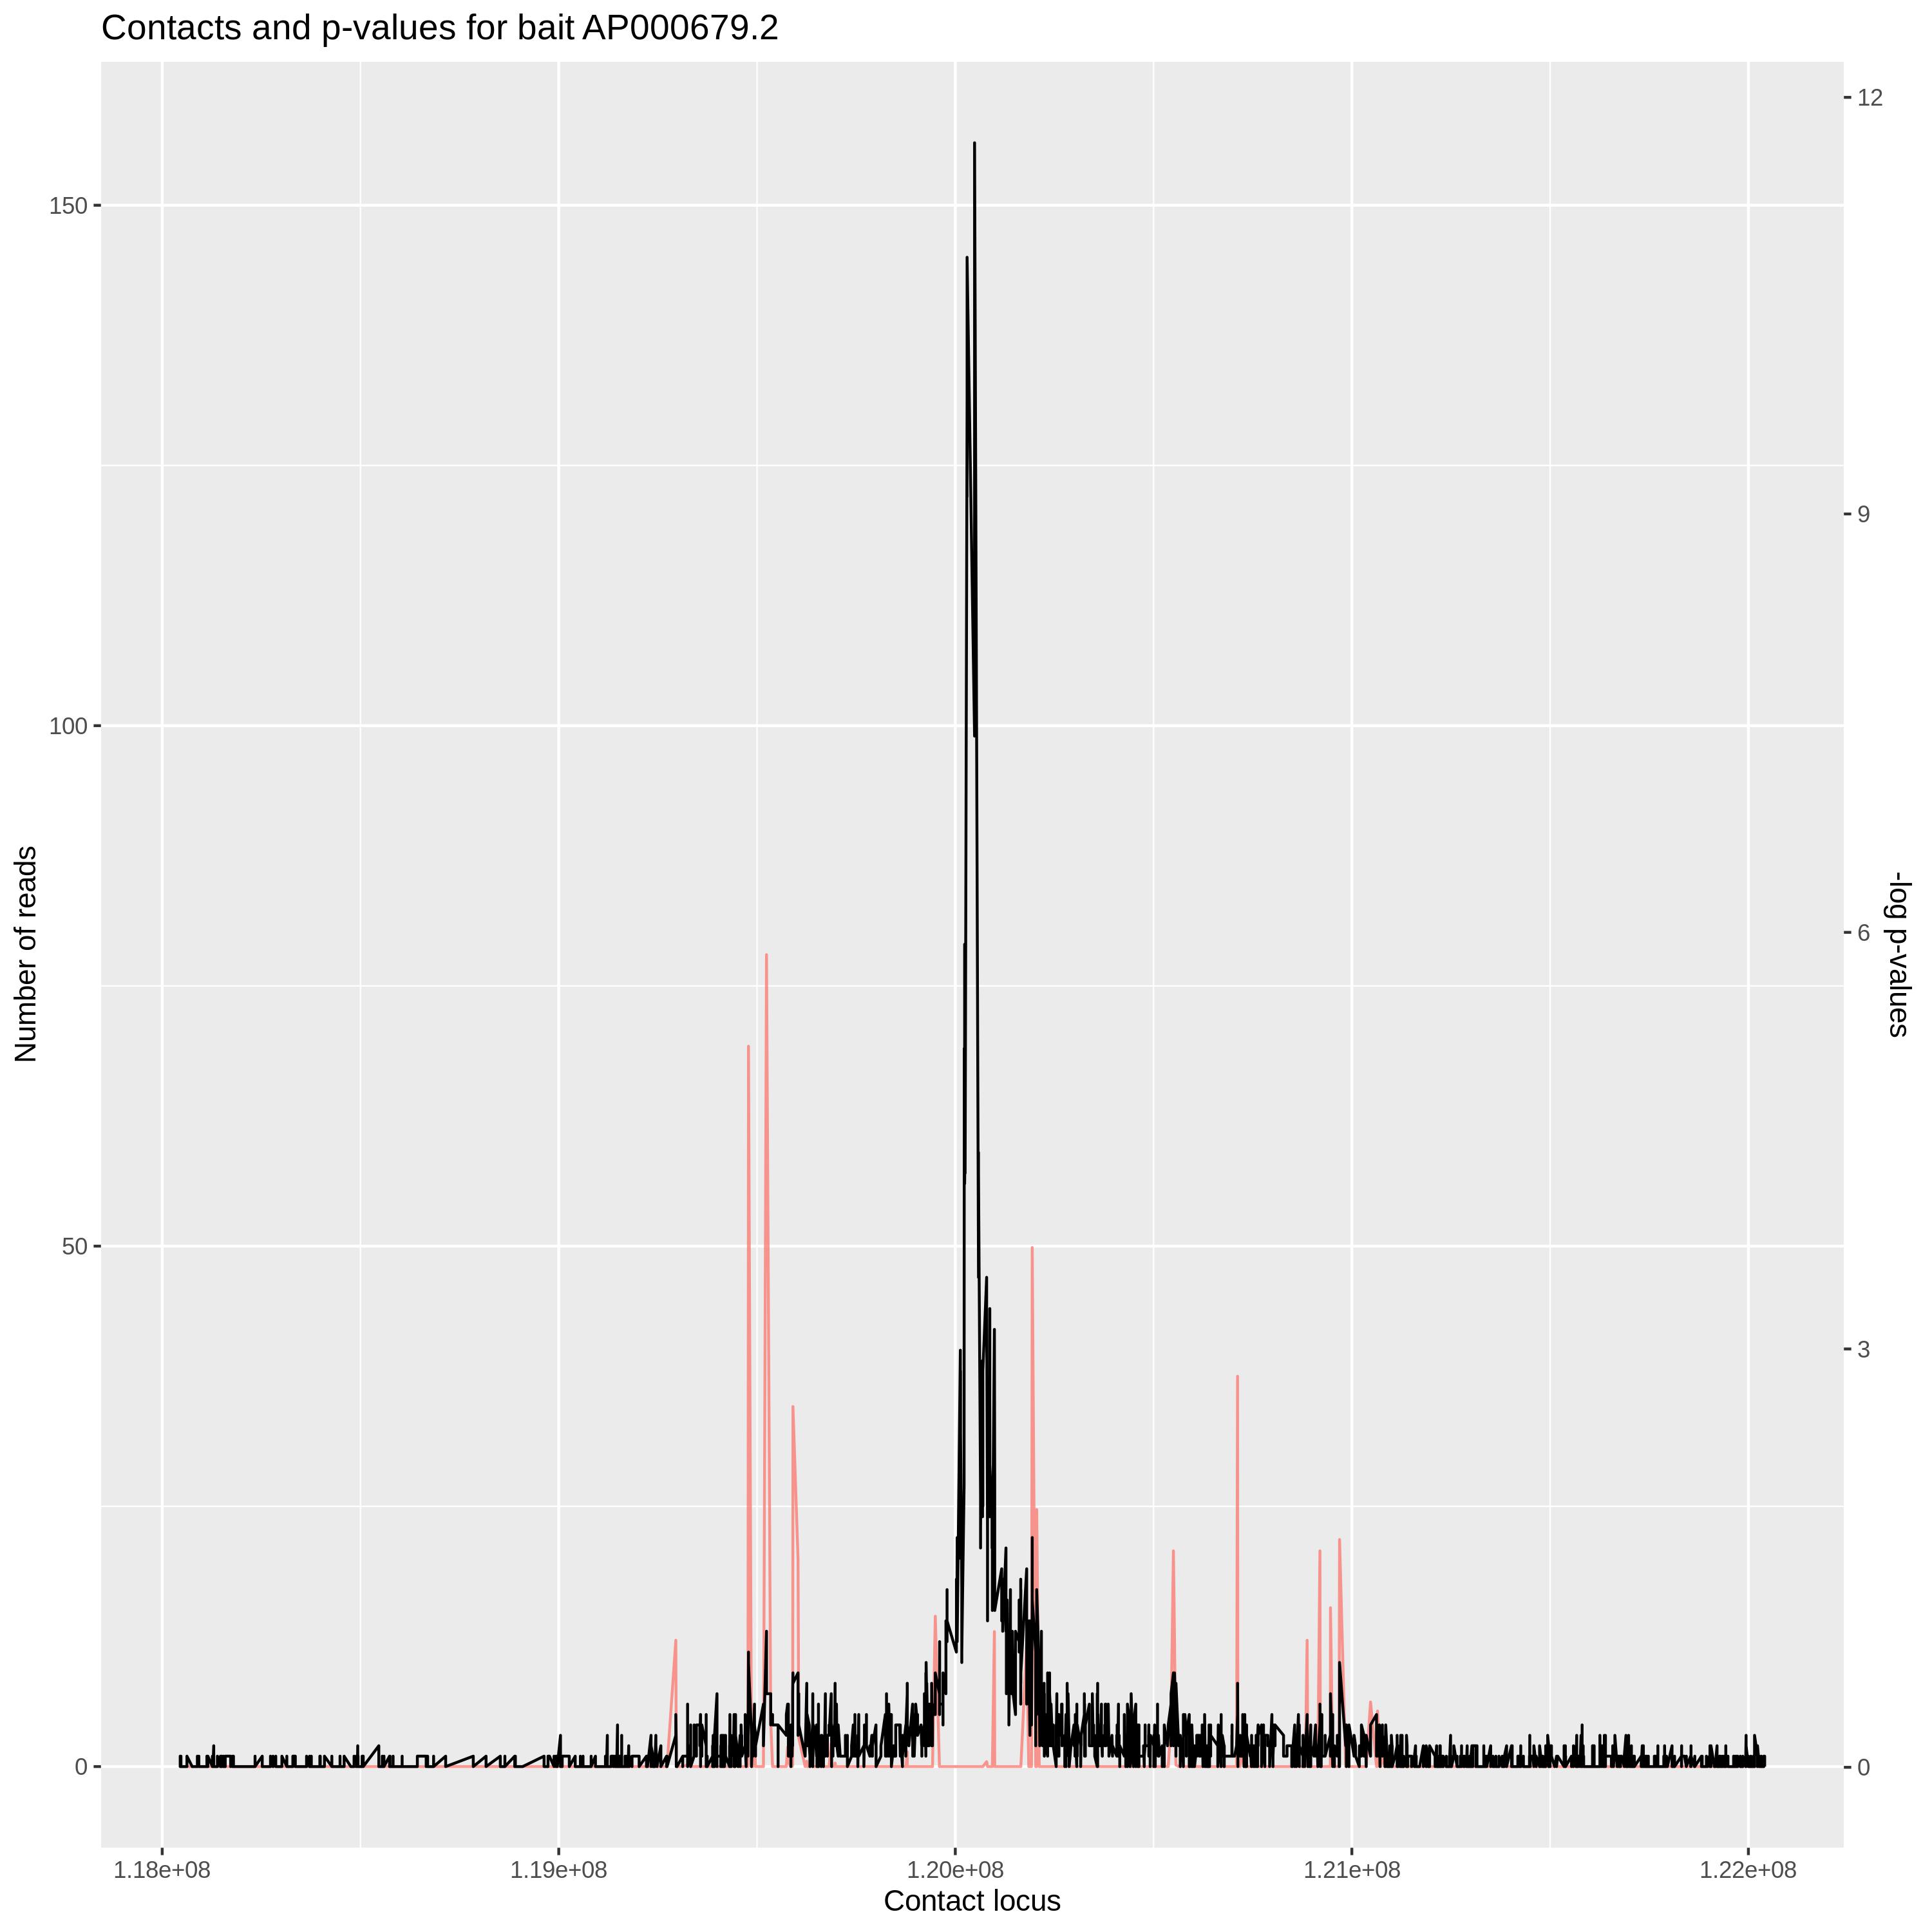 Contacts and p-values for bait AP000679.2
12
150
9
100
Number of reads
-log p-values
6
50
3
0
0
1.18e+08
1.19e+08
1.20e+08
1.21e+08
1.22e+08
Contact locus